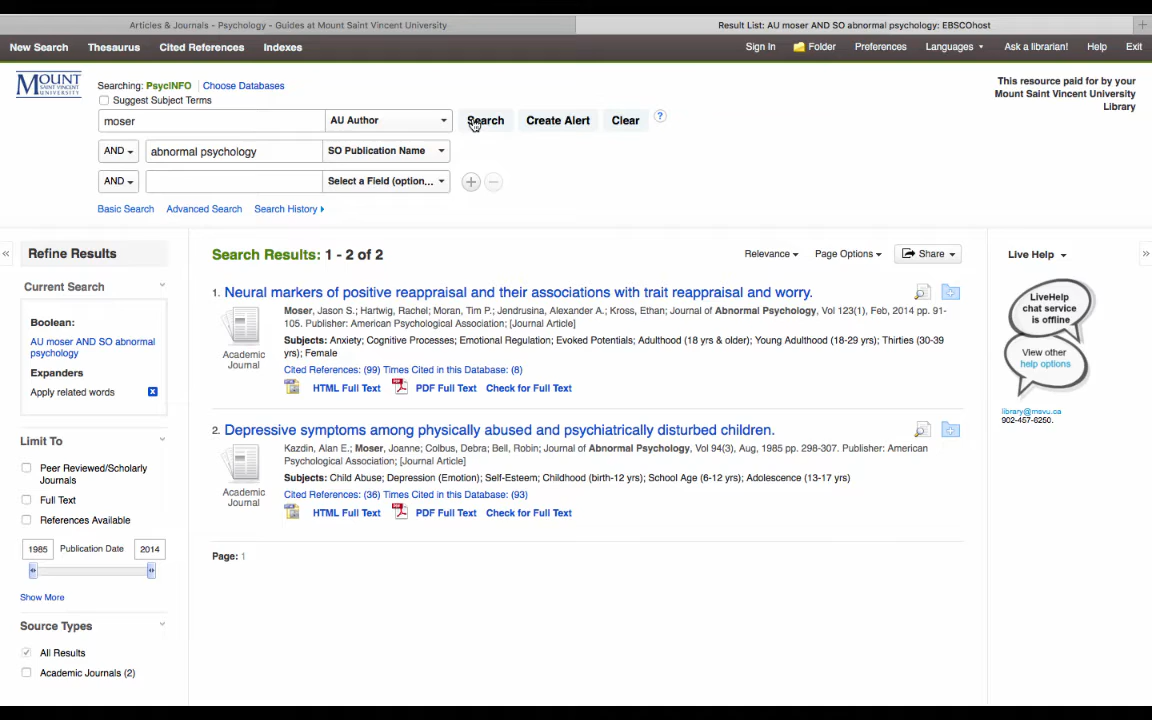 Articles & Journals - Psychology - Guides at Mount Saint Vincent University
Result List: AU moser AND SO abnormal psychology: EBSCOhost
New Search Thesaurus Cited References Indexes
Sign In Folder Preferences Languages Ask a librarian! Help Exit
MOUNT
SAINT VINCENT
UNIVERSITY
Searching: PsycINFO Choose Databases
Suggest Subject Terms
This resource paid for by your
Mount Saint Vincent University
Library
moser AU Author Search Create Alert Clear ?
AND abnormal psychology SO Publication Name
AND Select a Field (option...
Basic Search Advanced Search Search History
Refine Results
Current Search
Boolean:
AU moser AND SO abnormal
psychology
Expanders
Apply related words
Limit To
Peer Reviewed/Scholarly
Journals
Full Text
References Available
1985 Publication Date 2014
Show More
Source Types
All Results
Academic Journals (2)
Search Results: 1 - 2 of 2
Relevance Page Options Share
1. Neural markers of positive reappraisal and their associations with trait reappraisal and worry.
Moser, Jason S.; Hartwig, Rachel; Moran, Tim P.; Jendrusina, Alexander A.; Kross, Ethan; Journal of Abnormal Psychology, Vol 123(1), Feb, 2014 pp. 91-
105. Publisher: American Psychological Association; [Journal Article]
Academic
Journal
Subjects: Anxiety; Cognitive Processes; Emotional Regulation; Evoked Potentials; Adulthood (18 yrs & older); Young Adulthood (18-29 yrs); Thirties (30-39
yrs); Female
Cited References: (99) Times Cited in this Database: (8)
HTML Full Text PDF Full Text Check for Full Text
2. Depressive symptoms among physically abused and psychiatrically disturbed children.
Kazdin, Alan E.; Moser, Joanne; Colbus, Debra; Bell, Robin; Journal of Abnormal Psychology, Vol 94(3), Aug, 1985 pp. 298-307. Publisher: American
Psychological Association; [Journal Article]
Academic
Journal
Subjects: Child Abuse; Depression (Emotion); Self-Esteem; Childhood (birth-12 yrs); School Age (6-12 yrs); Adolescence (13-17 yrs)
Cited References: (36) Times Cited in this Database: (93)
HTML Full Text PDF Full Text Check for Full Text
Page: 1
Live Help
LiveHelp
chat service
is offline
View other
help options
library@msvu.ca
902-457-6250.